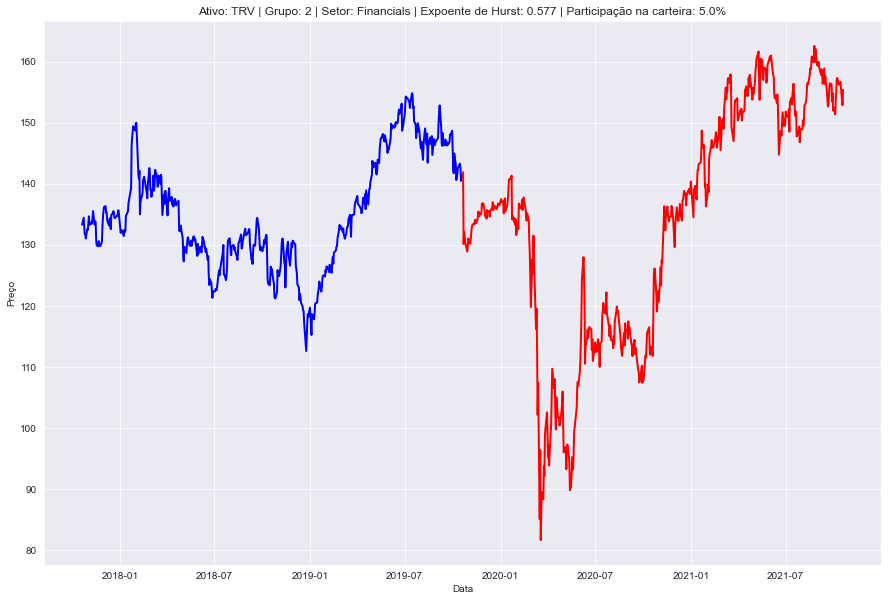 Ativo: TRV | Grupo: 2 | Setor: Financials | Expoente de Hurst: 0.577 | Participação na carteira: 5.0%
160
150
140
130
120
110
100
90
80
Preço
2018-01 2018-07 2019-01 2019-07 2020-01 2020-07 2021-01 2021-07
Data